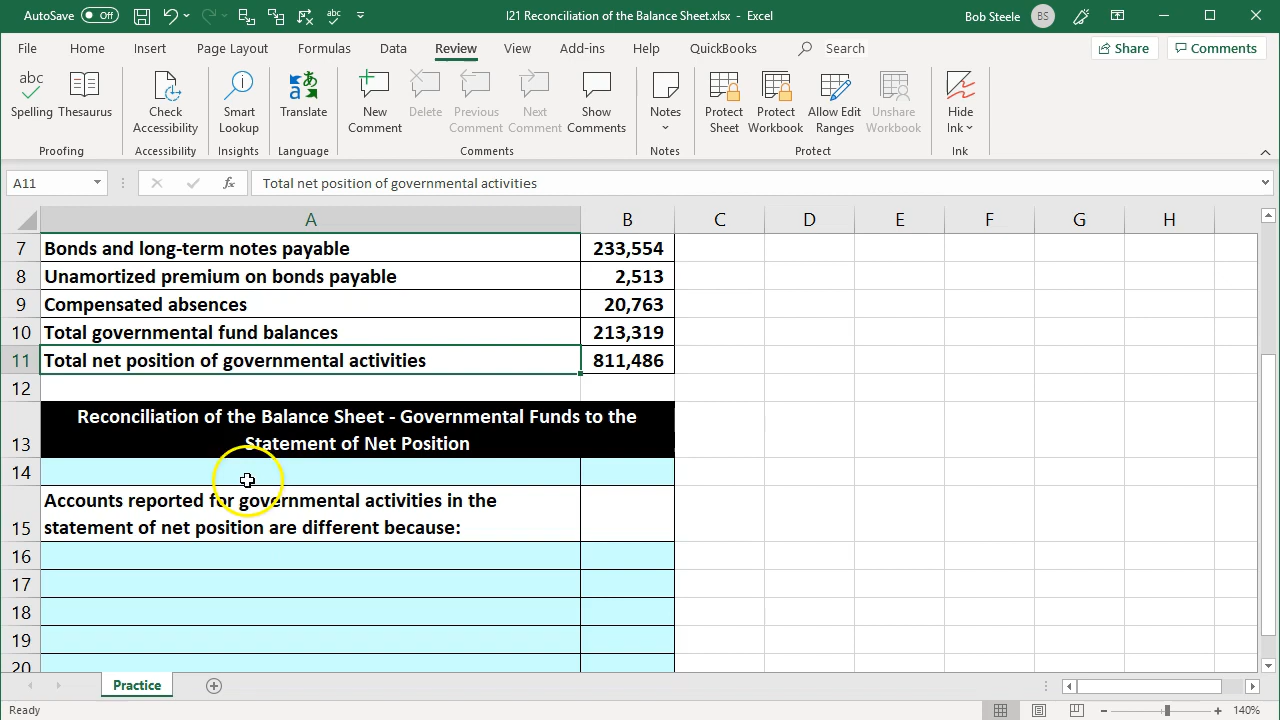 AutoSave Off I21 Reconciliation of the Balance Sheet.xlsx - Excel Bob Steele BS
File Home Insert Page Layout Formulas Data Review View Add-ins Help QuickBooks Search Share Comments
abc
Spelling Thesaurus Check Accessibility Smart Lookup Translate New Comment Delete Previous Comment Next Comment Show Comments Notes Protect Sheet Protect Workbook Allow Edit Ranges Unshare Workbook Hide Ink
Proofing Accessibility Insights Language Comments Notes Protect Ink
A11 fx Total net position of governmental activities
A B C D E F G H
7 Bonds and long-term notes payable 233,554
8 Unamortized premium on bonds payable 2,513
9 Compensated absences 20,763
10 Total governmental fund balances 213,319
11 Total net position of governmental activities 811,486
12
Reconciliation of the Balance Sheet - Governmental Funds to the
13 Statement of Net Position
14
Accounts reported for governmental activities in the
15 statement of net position are different because:
16
17
18
19
20
Practice
Ready 140%